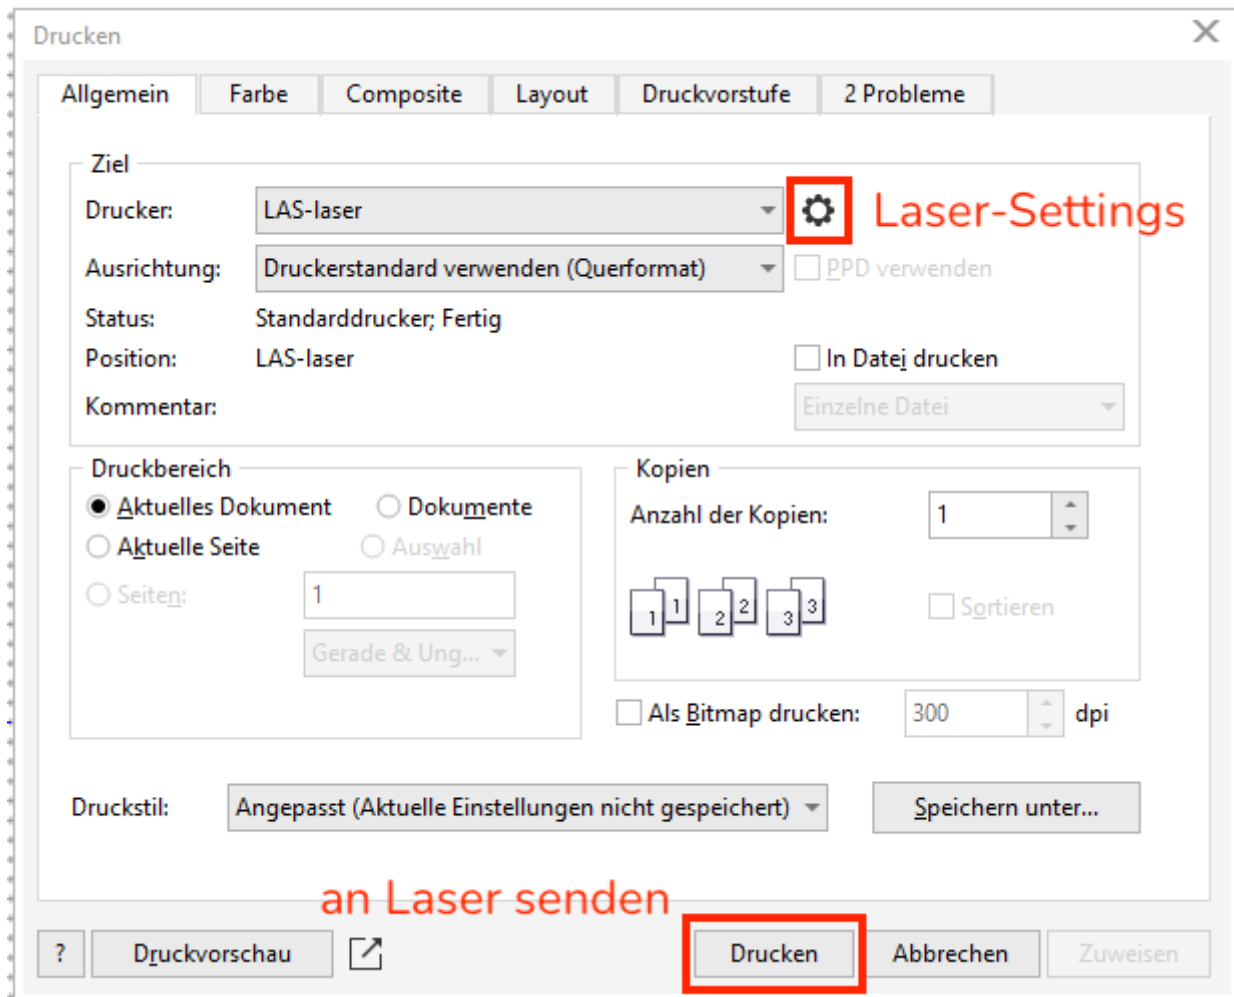 Drucken
Allgemein Farbe Composite Layout Druckvorstufe 2 Probleme
Ziel
Drucker: LAS-laser Laser-Settings
Ausrichtung: Druckerstandard verwenden (Querformat) PPD verwenden
Status: Standarddrucker; Fertig
Position: LAS-laser In Datei drucken
Kommentar: Einzelne Datei
Druckbereich
Aktuelles Dokument Dokumente
Aktuelle Seite Auswahl
Seiten: 1
Gerade & Ung...
Kopien
Anzahl der Kopien: 1
1 1 2 2 3 3 Sortieren
Als Bitmap drucken: 300 dpi
Druckstil: Angepasst (Aktuelle Einstellungen nicht gespeichert) Speichern unter...
an Laser senden
? Druckvorschau Drucken Abbrechen Zuweisen